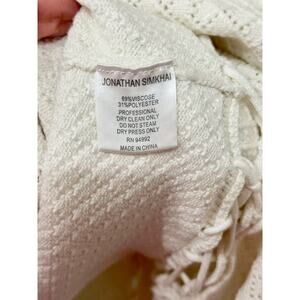 JONATHAN SIMKHAI
69%VISCOSE
31%POLYESTER
PROFESSIONAL
DRY CLEAN ONLY
DO NOT STEAM
DRY PRESS ONLY
RN 94992
MADE IN CHINA